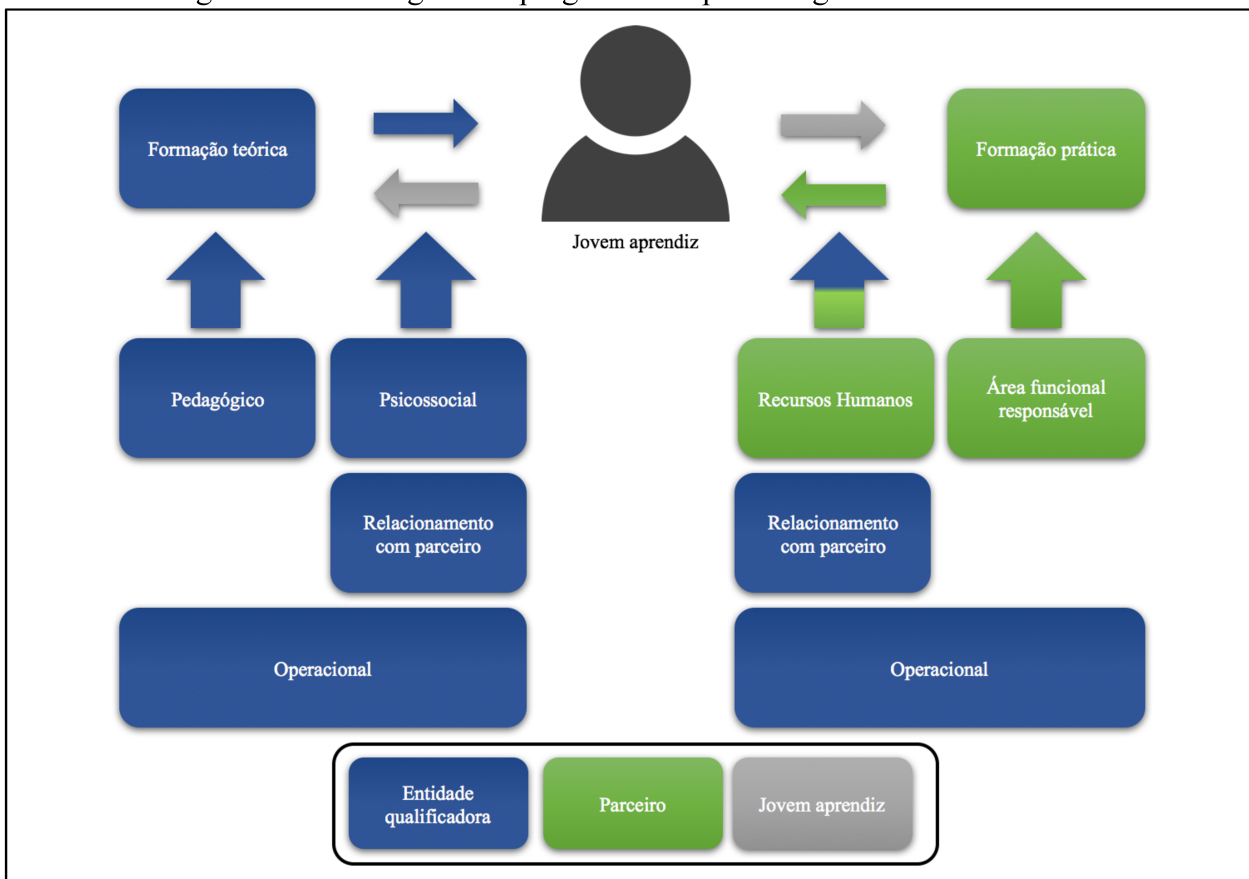 Formação teórica
Jovem aprendiz
Formação prática
Pedagógico
Psicossocial
Recursos Humanos
Área funcional
responsável
Relacionamento
com parceiro
Relacionamento
com parceiro
Operacional
Operacional
Entidade
qualificadora
Parceiro
Jovem aprendiz